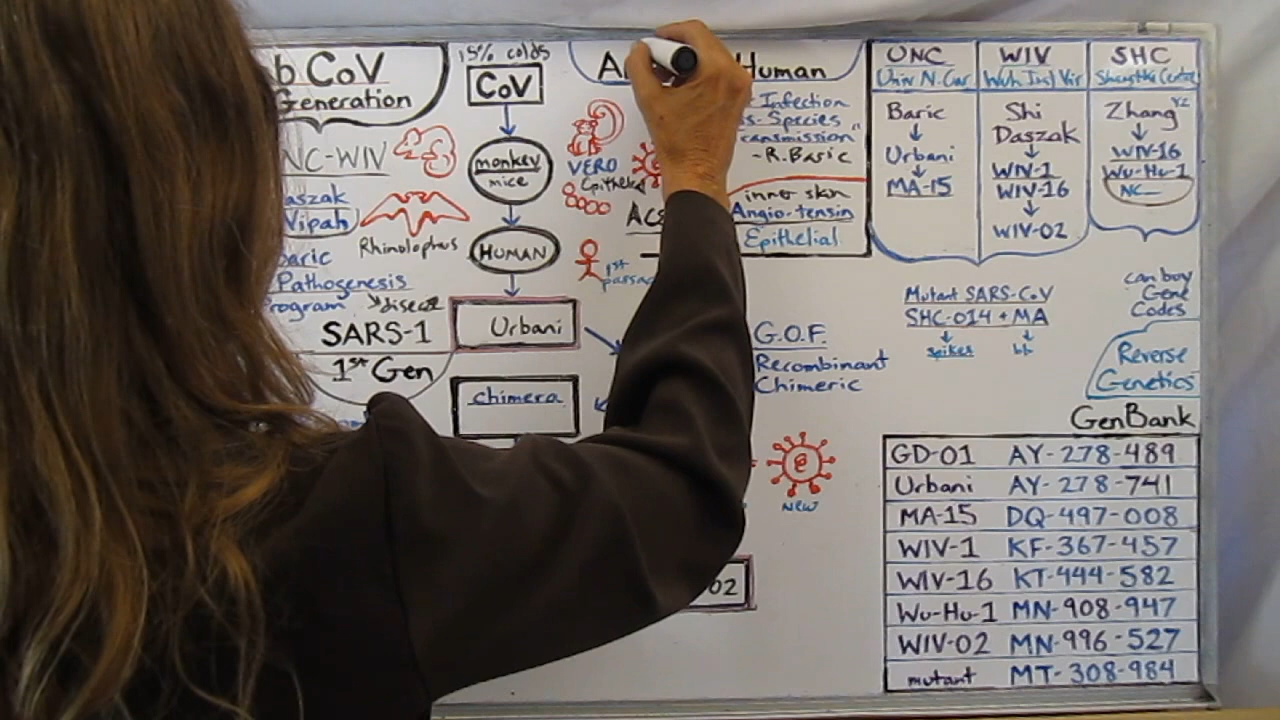 b CoV
Generation
NC-WIV
aszak
Vipah
Rhinolophus
aric
Pathogenesis
rogram
disease
SARS-1
1st Gen
15% colds
CoV
monkey
mice
HUMAN
Urbani
chimera
VERO
Epithelial
1st
passa
Human
Infection
s-Species
ransmission"
-R. Baric
inner skin
Angio-tensin
Epithelial
G.O.F.
Recombinant
Chimeric
new
02
UNC
Univ N. Car
Baric
Urbani
MA-15
WIV
Wuh Inst Vir
Shi
Daszak
WIV-1
WIV-16
WIV-02
SHC
Zhang YZ
WIV-16
Wu-Hu-1
NC
Mutant SARS-CoV
SHC-014 + MA
spikes
bb
can buy
Gene
Codes
Reverse
Genetics
GenBank
GD-01 AY-278-489
Urbani AY-278-741
MA-15 DQ-497-008
WIV-1 KF-367-457
WIV-16 KT-444-582
Wu-Hu-1 MN-908-947
WIV-02 MN-996-527
mutant MT-308-984